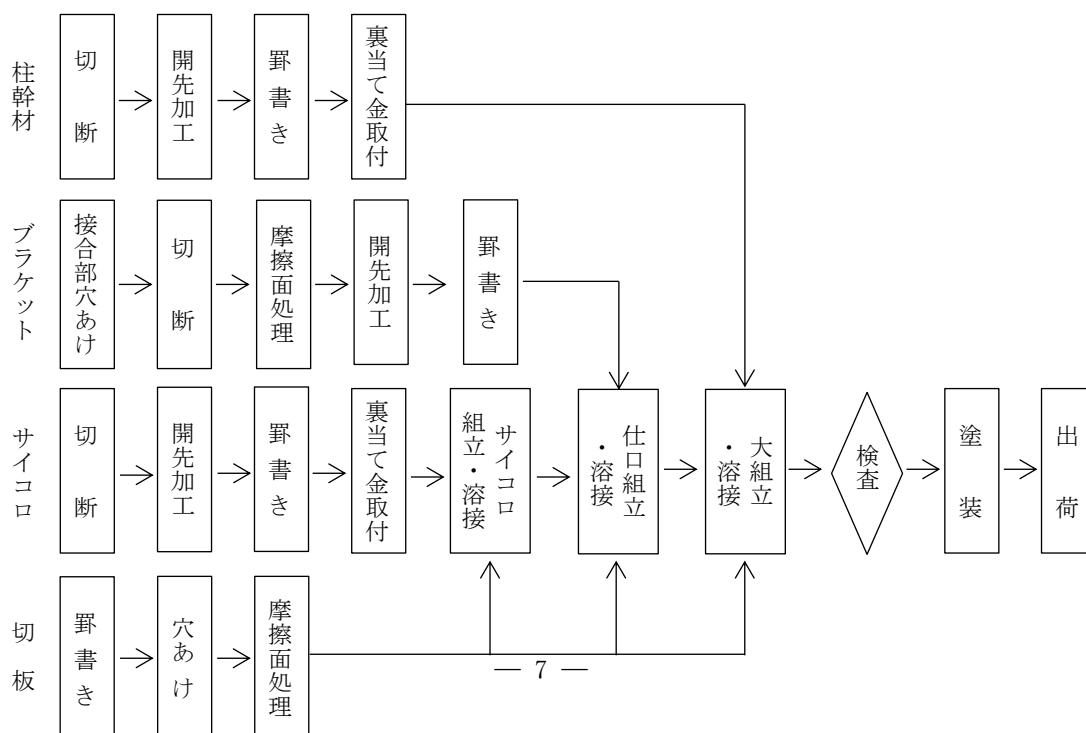 柱幹材
切断
開先加工
罫書き
裏当て金取付
ブラケット
接合部穴あけ
切断
摩擦面処理
開先加工
罫書き
サイコロ
切断
開先加工
罫書き
裏当て金取付
サイコロ
組立・溶接
仕口組立
・溶接
大組立
・溶接
検査
塗装
出荷
切板
罫書き
穴あけ
摩擦面処理
— 7 —